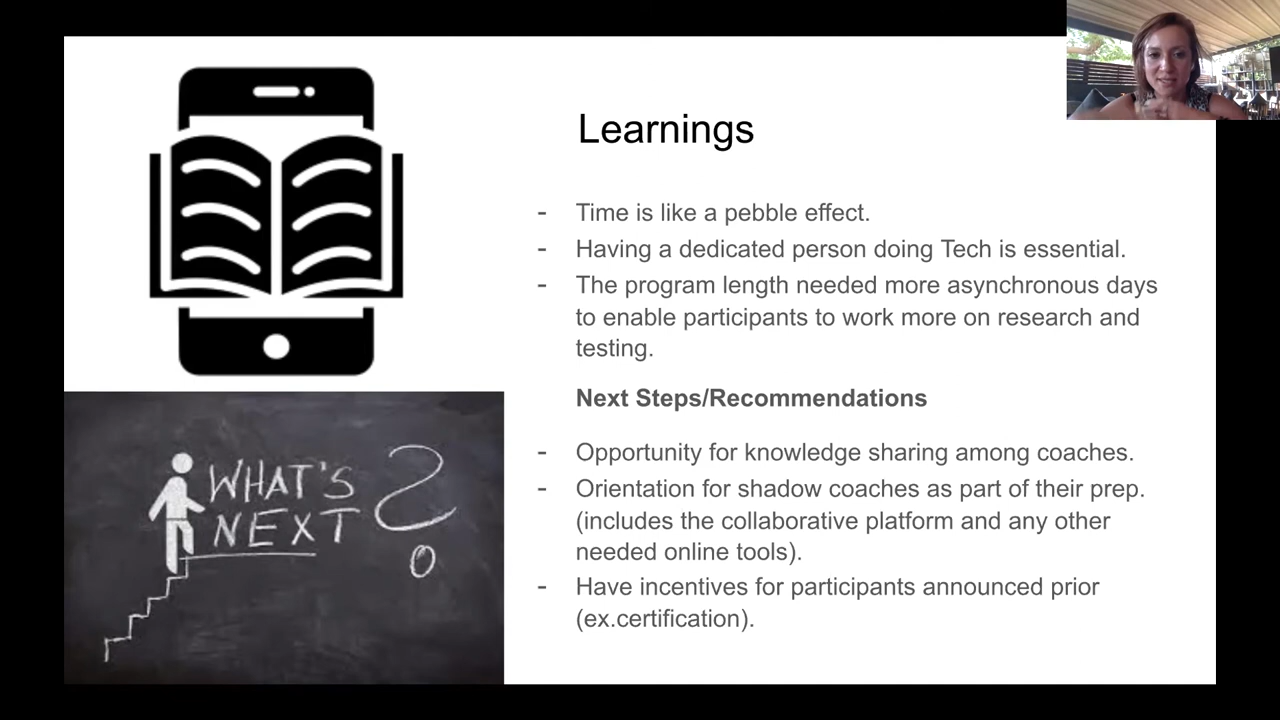 Learnings
- Time is like a pebble effect.
- Having a dedicated person doing Tech is essential.
- The program length needed more asynchronous days
to enable participants to work more on research and
testing.
Next Steps/Recommendations
- Opportunity for knowledge sharing among coaches.
- Orientation for shadow coaches as part of their prep.
(includes the collaborative platform and any other
needed online tools).
- Have incentives for participants announced prior
(ex.certification).
WHAT'S
NEXT ?